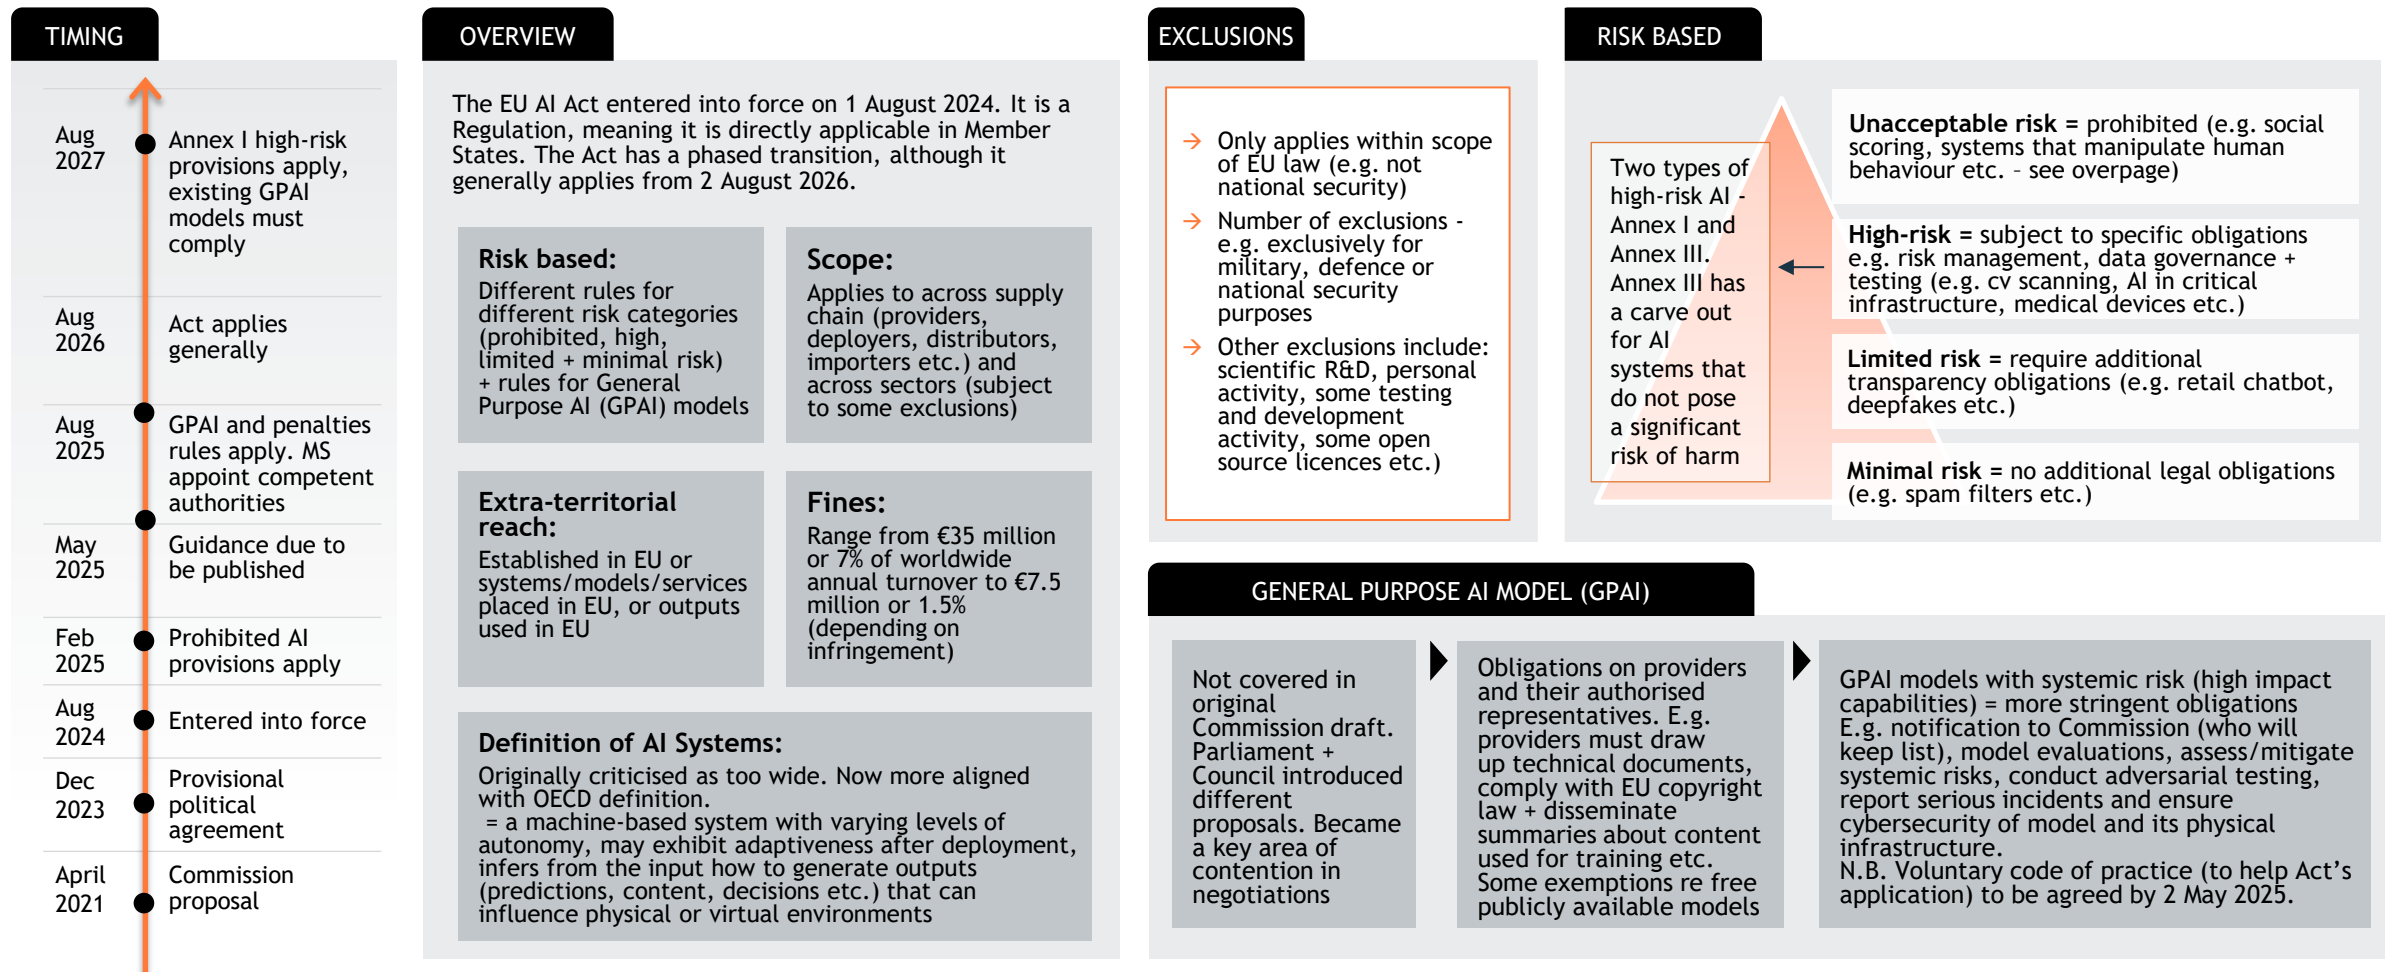 TIMING
Aug
2027
Annex I high-risk
provisions apply,
existing GPAI
models must
comply
Aug
2026
Act applies
generally
Aug
2025
GPAI and penalties
rules apply. MS
appoint competent
authorities
May
2025
Guidance due to
be published
Feb
2025
Prohibited AI
provisions apply
Aug
2024
Entered into force
Dec
2023
Provisional
political
agreement
April
2021
Commission
proposal
OVERVIEW
The EU AI Act entered into force on 1 August 2024. It is a
Regulation, meaning it is directly applicable in Member
States. The Act has a phased transition, although it
generally applies from 2 August 2026.
Risk based:
Different rules for
different risk categories
(prohibited, high,
limited + minimal risk)
+ rules for General
Purpose AI (GPAI) models
Scope:
Applies to across supply
chain (providers,
deployers, distributors,
importers etc.) and
across sectors (subject
to some exclusions)
Extra-territorial
reach:
Established in EU or
systems/models/services
placed in EU, or outputs
used in EU
Fines:
Range from €35 million
or 7% of worldwide
annual turnover to €7.5
million or 1.5%
(depending on
infringement)
Definition of AI Systems:
Originally criticised as too wide. Now more aligned
with OECD definition.
= a machine-based system with varying levels of
autonomy, may exhibit adaptiveness after deployment,
infers from the input how to generate outputs
(predictions, content, decisions etc.) that can
influence physical or virtual environments
EXCLUSIONS
→ Only applies within scope
of EU law (e.g. not
national security)
→ Number of exclusions -
e.g. exclusively for
military, defence or
national security
purposes
→ Other exclusions include:
scientific R&D, personal
activity, some testing
and development
activity, some open
source licences etc.)
RISK BASED
Two types of
high-risk AI -
Annex I and
Annex III.
Annex III has
a carve out
for AI
systems that
do not pose
a significant
risk of harm
Unacceptable risk = prohibited (e.g. social
scoring, systems that manipulate human
behaviour etc. – see overpage)
High-risk = subject to specific obligations
e.g. risk management, data governance +
testing (e.g. cv scanning, AI in critical
infrastructure, medical devices etc.)
Limited risk = require additional
transparency obligations (e.g. retail chatbot,
deepfakes etc.)
Minimal risk = no additional legal obligations
(e.g. spam filters etc.)
GENERAL PURPOSE AI MODEL (GPAI)
Not covered in
original
Commission draft.
Parliament +
Council introduced
different
proposals. Became
a key area of
contention in
negotiations
Obligations on providers
and their authorised
representatives. E.g.
providers must draw
up technical documents,
comply with EU copyright
law + disseminate
summaries about content
used for training etc.
Some exemptions re free
publicly available models
GPAI models with systemic risk (high impact
capabilities) = more stringent obligations
E.g. notification to Commission (who will
keep list), model evaluations, assess/mitigate
systemic risks, conduct adversarial testing,
report serious incidents and ensure
cybersecurity of model and its physical
infrastructure.
N.B. Voluntary code of practice (to help Act’s
application) to be agreed by 2 May 2025.